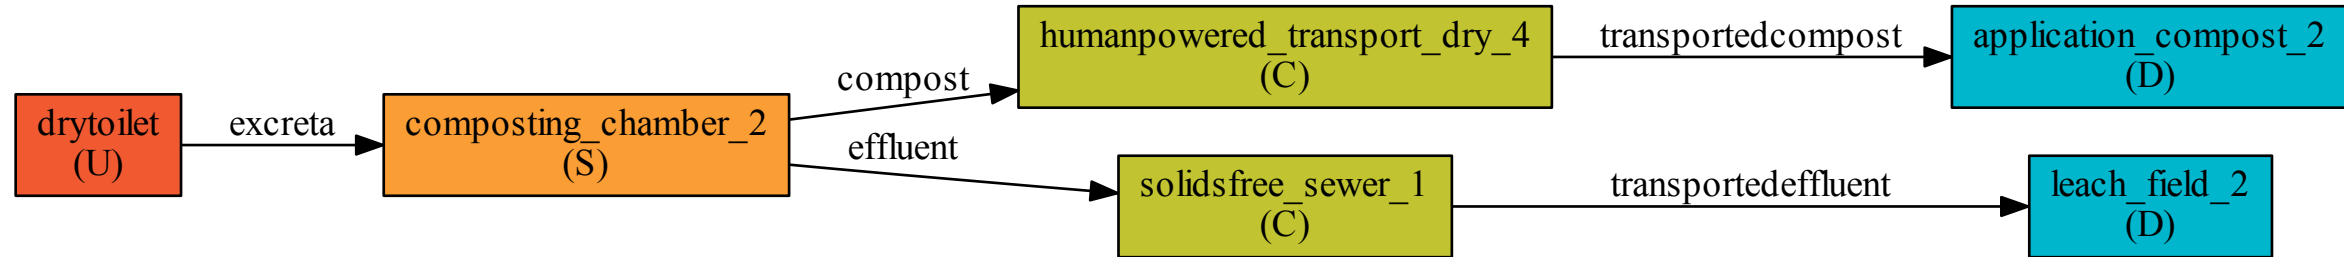 drytoilet
(U)
excreta
composting_chamber_2
(S)
compost
effluent
humanpowered_transport_dry_4
(C)
solidsfree_sewer_1
(C)
transportedcompost
transportedeffluent
application_compost_2
(D)
leach_field_2
(D)